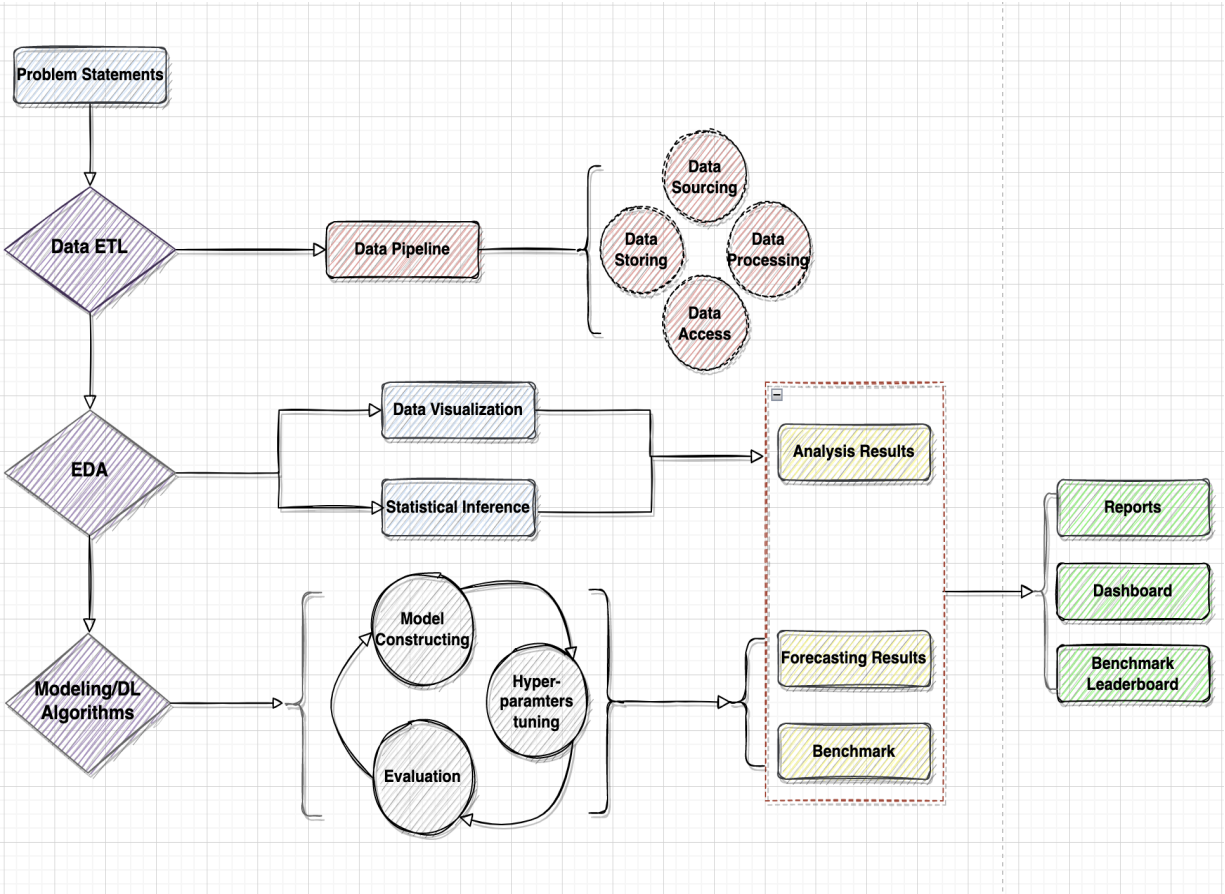 Problem Statements
Data ETL
Data Pipeline
Data
Sourcing
Data
Storing
Data
Processing
Data
Access
EDA
Data Visualization
Statistical Inference
Analysis Results
Modeling/DL
Algorithms
Model
Constructing
Hyper-
paramters
tuning
Evaluation
Forecasting Results
Benchmark
Reports
Dashboard
Benchmark
Leaderboard